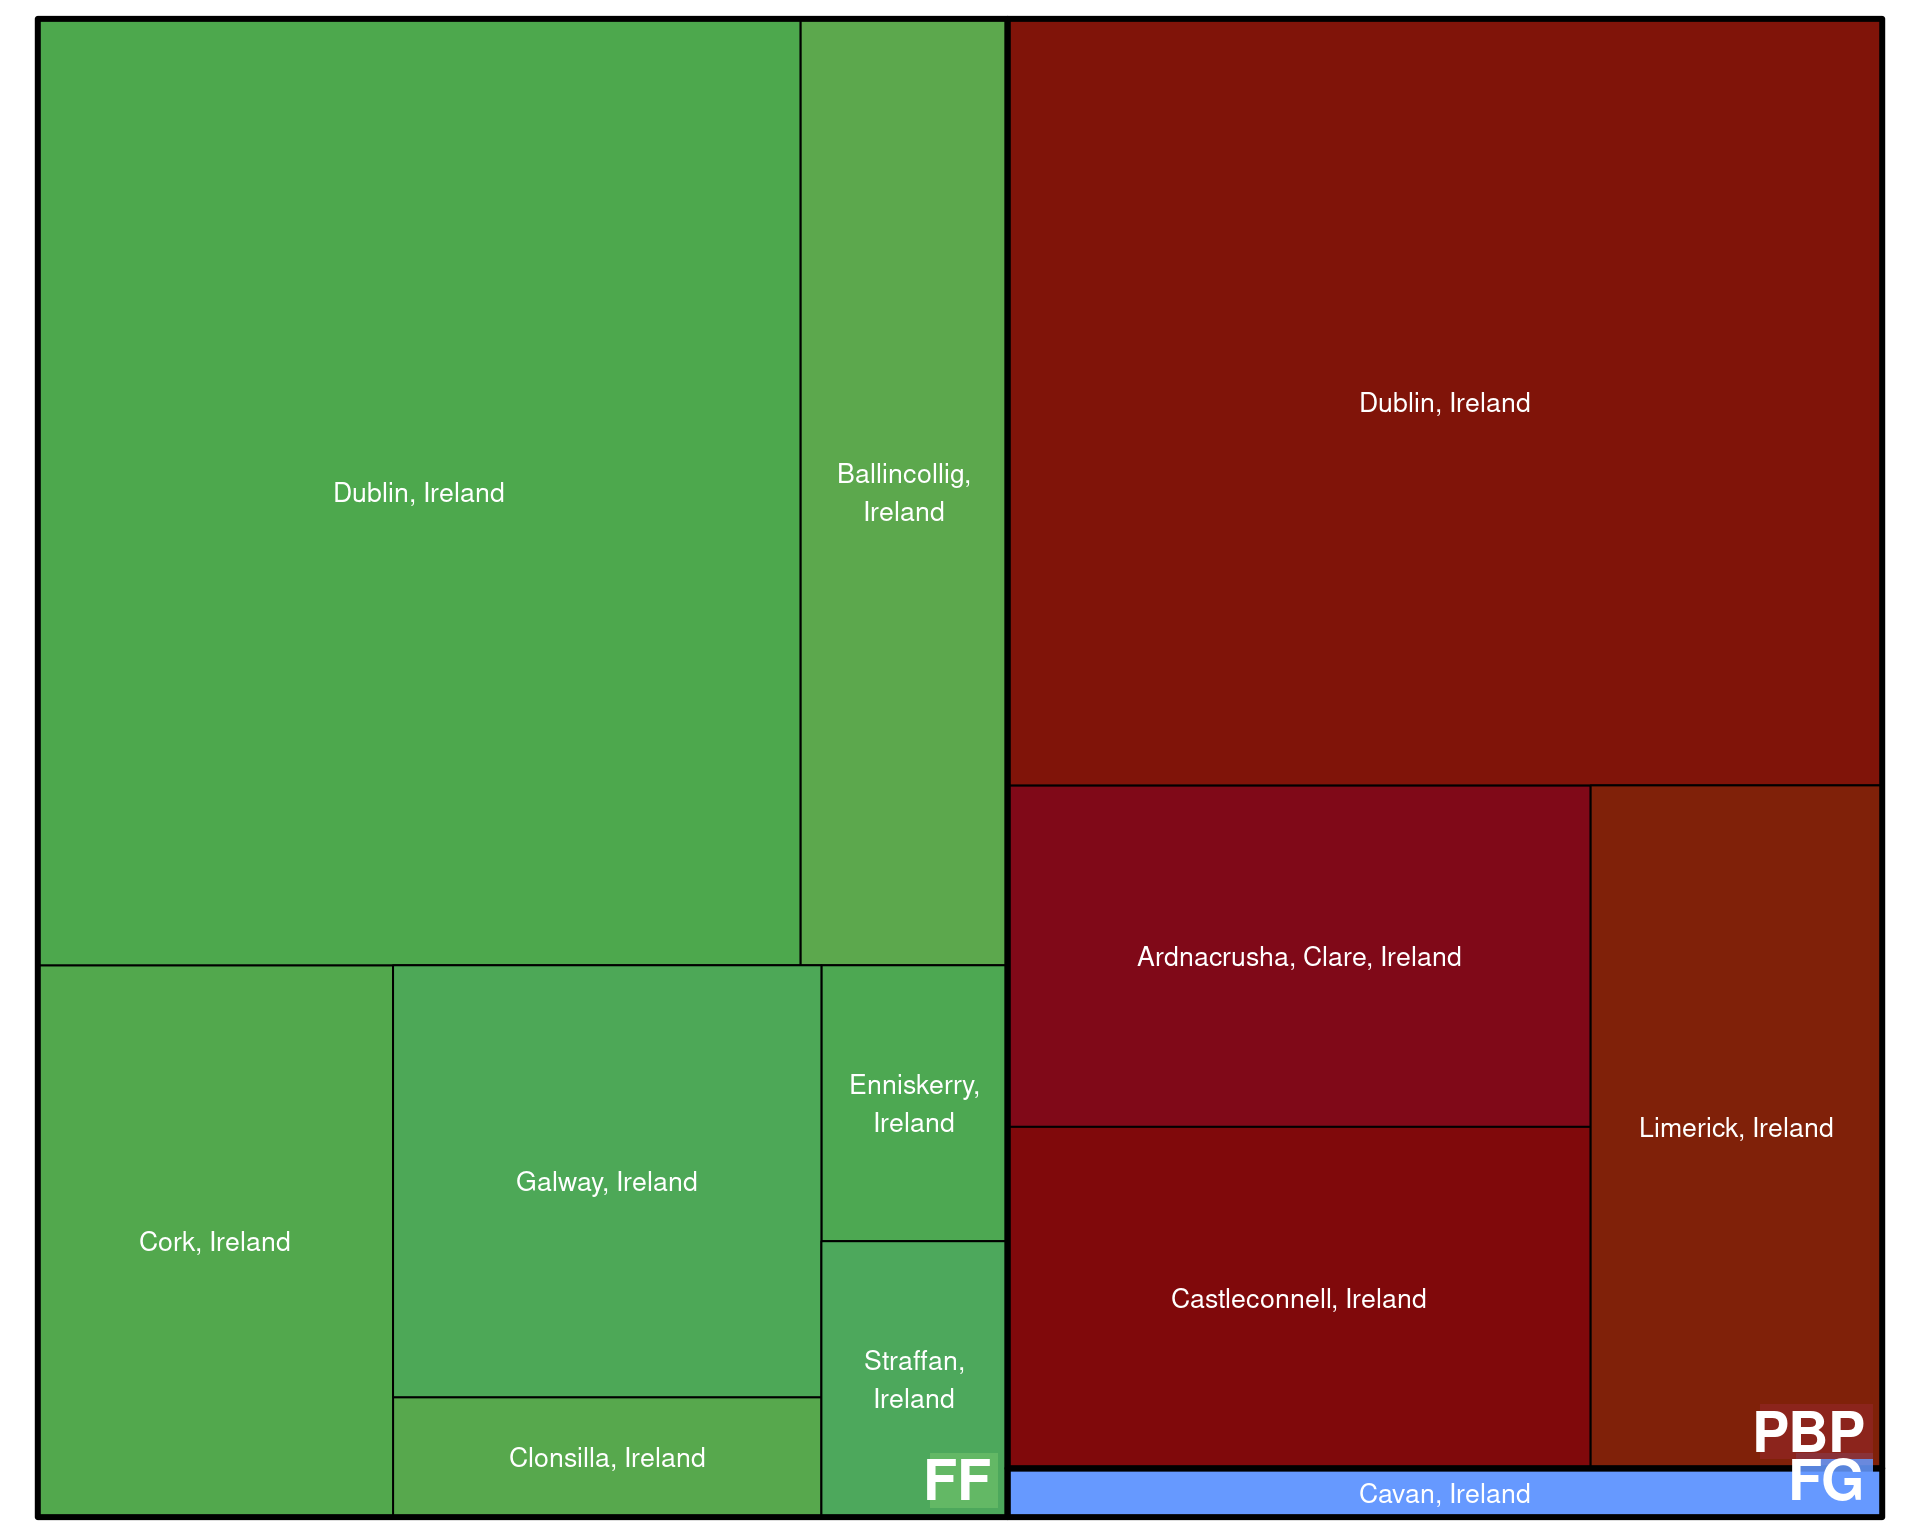 Dublin, Ireland
Ballincollig,
Ireland
Cork, Ireland
Galway, Ireland
Clonsilla, Ireland
Enniskerry,
Ireland
Straffan,
Ireland
FF
Dublin, Ireland
Ardnacrusha, Clare, Ireland
Castleconnell, Ireland
Limerick, Ireland
PBP
Cavan, Ireland
FG